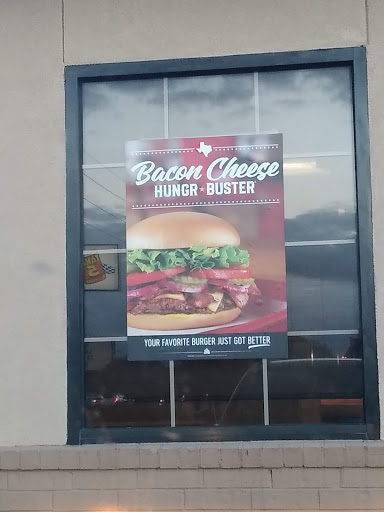 Bacon Cheese
HUNGR★BUSTER
YOUR FAVORITE BURGER JUST GOT BETTER